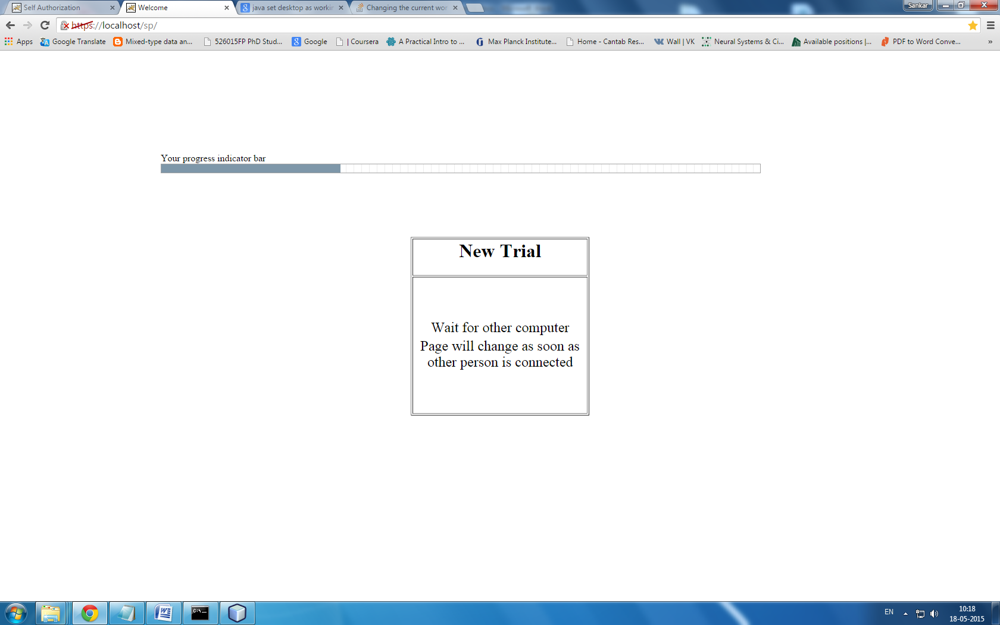 Self Authorization
Welcome
java set desktop as workin
Changing the current wor
Sankar
https://localhost/sp/
Apps
Google Translate
Mixed-type data an...
526015FP PhD Stud...
Google
| Coursera
A Practical Intro to ...
Max Planck Institute...
Home - Cantab Res...
Wall | VK
Neural Systems & Ci...
Available positions |...
PDF to Word Conve...
»
Your progress indicator bar
New Trial
Wait for other computer
Page will change as soon as
other person is connected
EN
10:18
18-05-2015